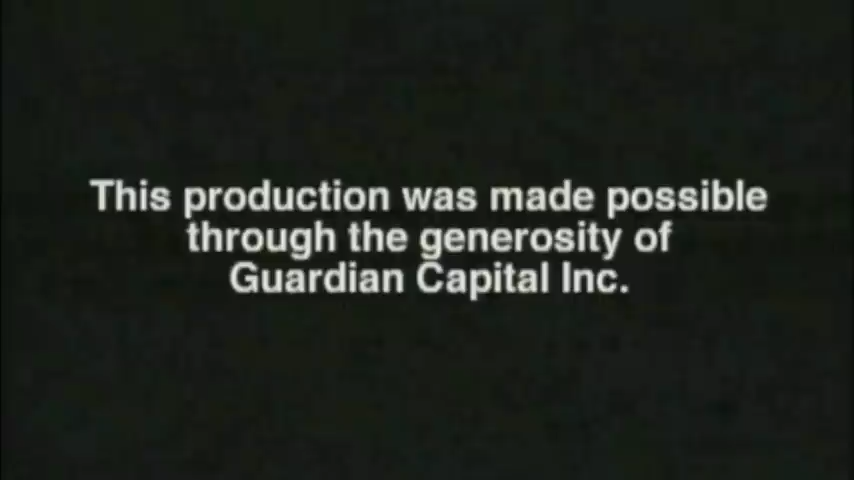 This production was made possible
through the generosity of
Guardian Capital Inc.